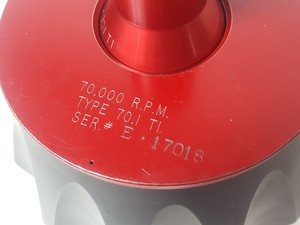 70,000 R.P.M.
TYPE 70.1 TI.
SER.# E·17018